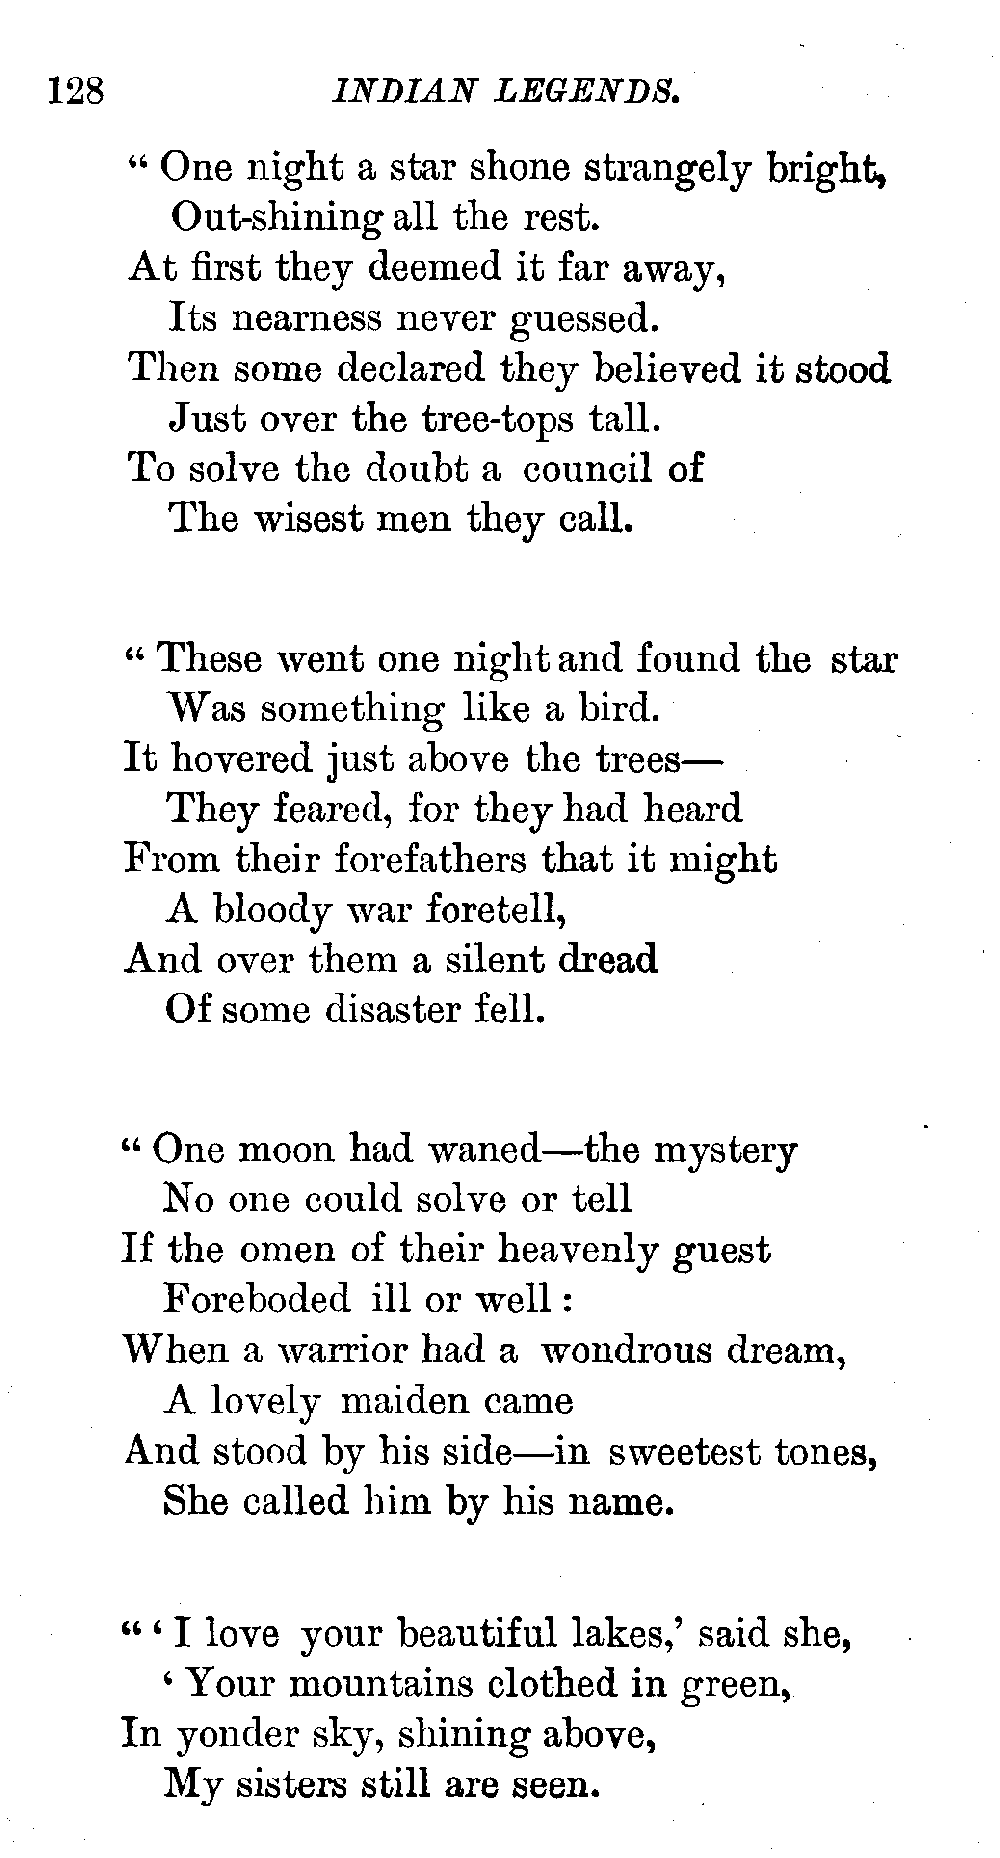 128 INDIAN LEGENDS.
“ One night a star shone strangely bright,
Out-shining all the rest.
At first they deemed it far away,
Its nearness never guessed.
Then some declared they believed it stood
Just over the tree-tops tall.
To solve the doubt a council of
The wisest men they call.
“ These went one night and found the star
Was something like a bird.
It hovered just above the trees—
They feared, for they had heard
From their forefathers that it might
A bloody war foretell,
And over them a silent dread
Of some disaster fell.
“ One moon had waned—the mystery
No one could solve or tell
If the omen of their heavenly guest
Foreboded ill or well :
When a warrior had a wondrous dream,
A lovely maiden came
And stood by his side—in sweetest tones,
She called him by his name.
“ ‘ I love your beautiful lakes,’ said she,
‘ Your mountains clothed in green,
In yonder sky, shining above,
My sisters still are seen.